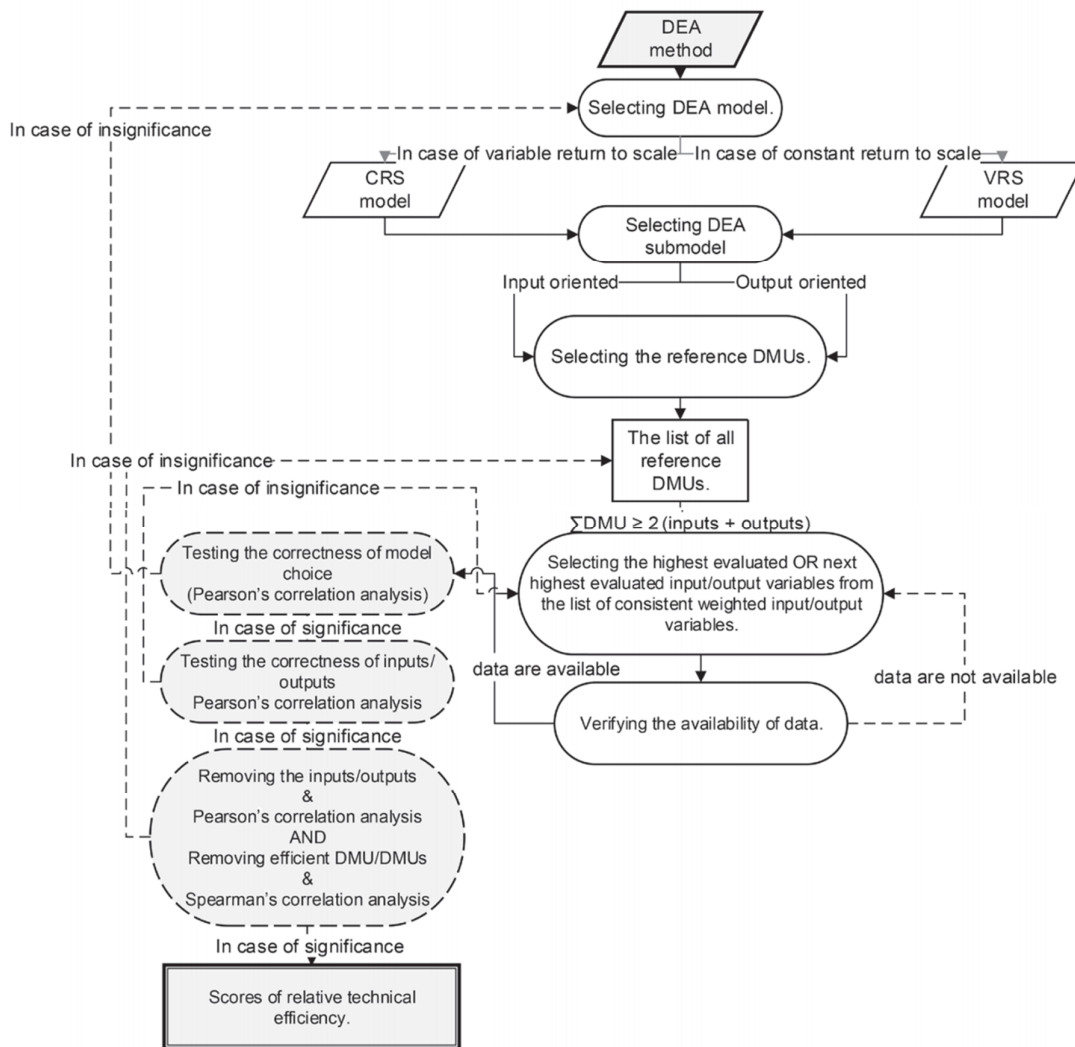 DEA
method
Selecting DEA model.
In case of insignificance
In case of variable return to scale
In case of constant return to scale
CRS
model
VRS
model
Selecting DEA
submodel
Input oriented
Output oriented
Selecting the reference DMUs.
The list of all
reference
DMUs.
In case of insignificance
In case of insignificance
∑DMU ≥ 2 (inputs + outputs)
Selecting the highest evaluated OR next
highest evaluated input/output variables from
the list of consistent weighted input/output
variables.
Testing the correctness of model
choice
(Pearson's correlation analysis)
In case of significance
Testing the correctness of inputs/
outputs
Pearson's correlation analysis
data are available
data are not available
Verifying the availability of data.
In case of significance
Removing the inputs/outputs
&
Pearson's correlation analysis
AND
Removing efficient DMU/DMUs
&
Spearman's correlation analysis
In case of significance
Scores of relative technical
efficiency.